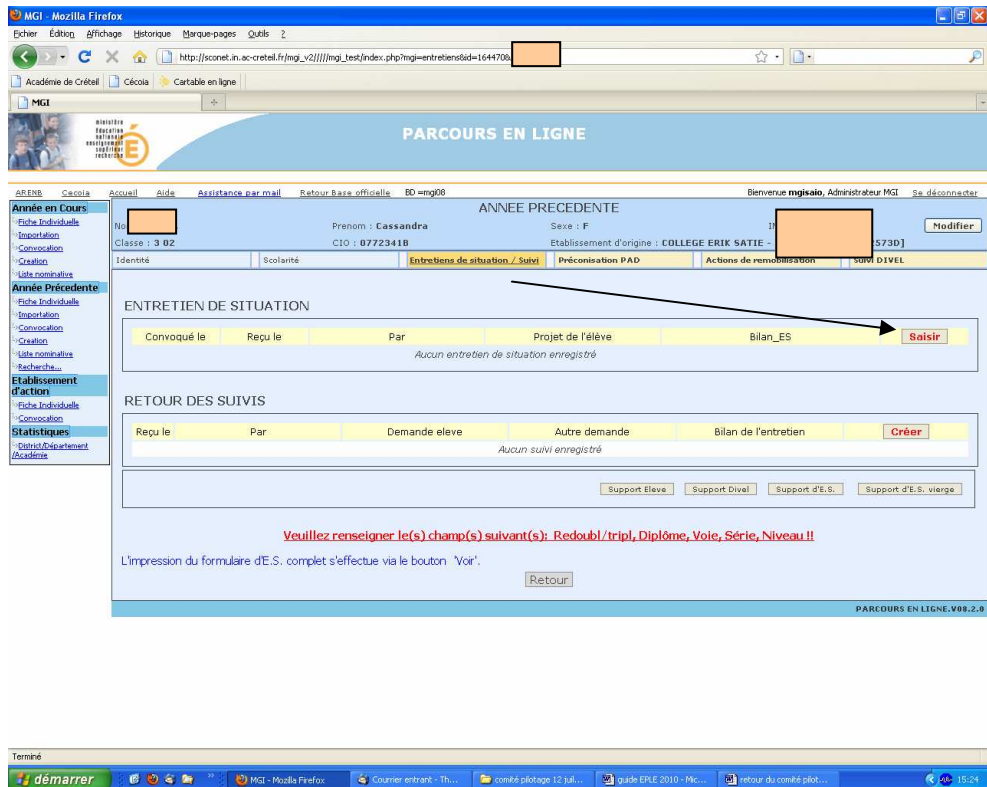 MGI - Mozilla Firefox
Fichier Édition Affichage Historique Marque-pages Outils ?
http://sconet.in.ac-creteil.fr/mgi_v2/////mgi_test/index.php?mgi=entretiens&id=164470&
Académie de Créteil Cécoia Cartable en ligne
MGI
ministère
éducation
nationale
enseignement
supérieur
recherche
PARCOURS EN LIGNE
ARENB Cecoia Accueil Aide Assistance par mail Retour Base officielle BD =mgi08 Bienvenue mgisaio, Administrateur MGI Se déconnecter
Année en Cours
Fiche Individuelle
Importation
Convocation
Creation
Liste nominative
Année Précedente
Fiche Individuelle
Importation
Convocation
Creation
Liste nominative
Recherche...
Etablissement d'action
Fiche Individuelle
Convocation
Statistiques
District/Département
/Académie
ANNEE PRECEDENTE
No Prenom : Cassandra Sexe : F Modifier
Classe : 3 02 CIO : 0772341B Etablissement d'origine : COLLEGE ERIK SATIE - 2573D]
Identité Scolarité Entretiens de situation / Suivi Préconisation PAD Actions de remobilisation Suivi DIVEL
ENTRETIEN DE SITUATION
Convoqué le Reçu le Par Projet de l'élève Bilan_ES Saisir
Aucun entretien de situation enregistré
RETOUR DES SUIVIS
Reçu le Par Demande eleve Autre demande Bilan de l'entretien Créer
Aucun suivi enregistré
Support Eleve Support Divel Support d'E.S. Support d'E.S. vierge
Veuillez renseigner le(s) champ(s) suivant(s): Redoubl/tripl, Diplôme, Voie, Série, Niveau !!
L'impression du formulaire d'E.S. complet s'effectue via le bouton 'Voir'.
Retour
PARCOURS EN LIGNE.V08.2.0
Terminé
démarrer MGI - Mozilla Firefox Courrier entrant - Th... comité pilotage 12 juil... guide EPLE 2010 - Mic... retour du comité pilot... 15:24